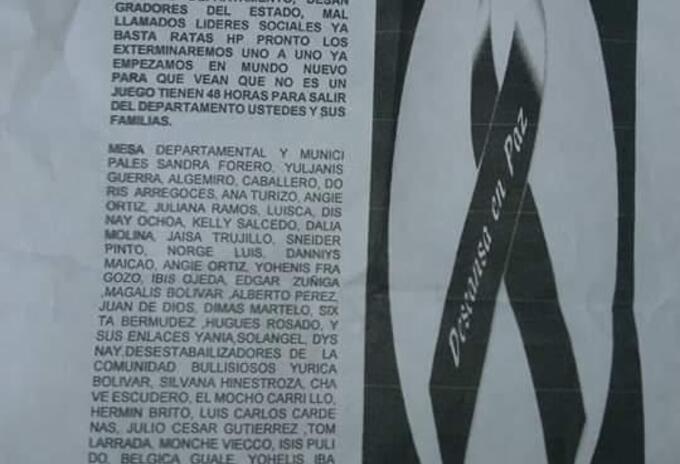 GRADORES DEL ESTADO, MAL
LLAMADOS LIDERES SOCIALES YA
BASTA RATAS HP PRONTO LOS
EXTERMINAREMOS UNO A UNO YA
EMPEZAMOS EN MUNDO NUEVO
PARA QUE VEAN QUE NO ES UN
JUEGO TIENEN 48 HORAS PARA SALIR
DEL DEPARTAMENTO USTEDES Y SUS
FAMILIAS.
MESA DEPARTAMENTAL Y MUNICI
PALES SANDRA FORERO, YULJANIS
GUERRA, ALGEMIRO, CABALLERO, DO
RIS ARREGOCES, ANA TURIZO, ANGIE
ORTIZ, JULIANA RAMOS, LUISCA, DIS
NAY OCHOA, KELLY SALCEDO, DALIA
MOLINA, JAISA TRUJILLO, SNEIDER
PINTO, NORGE LUIS, DANNIYS
MAICAO, ANGIE ORTIZ, YOHENIS FRA
GOZO, IBIS OJEDA, EDGAR ZUÑIGA
,MAGALIS BOLIVAR ,ALBERTO PEREZ,
JUAN DE DIOS, DIMAS MARTELO, SIX
TA BERMUDEZ ,HUGUES ROSADO, Y
SUS ENLACES YANIA,SOLANGEL, DYS
NAY.DESESTABAILIZADORES DE LA
COMUNIDAD BULLISIOSOS YURICA
BOLIVAR, SILVANA HINESTROZA, CHA
VE ESCUDERO, EL MOCHO CARRI LLO,
HERMIN BRITO, LUIS CARLOS CARDE
NAS, JULIO CESAR GUTIERREZ ,TOM
LARRADA, MONCHE VIECCO, ISIS PULI
DO, BELGICA GUALE, YOHELIS IBA
Descansa en Paz